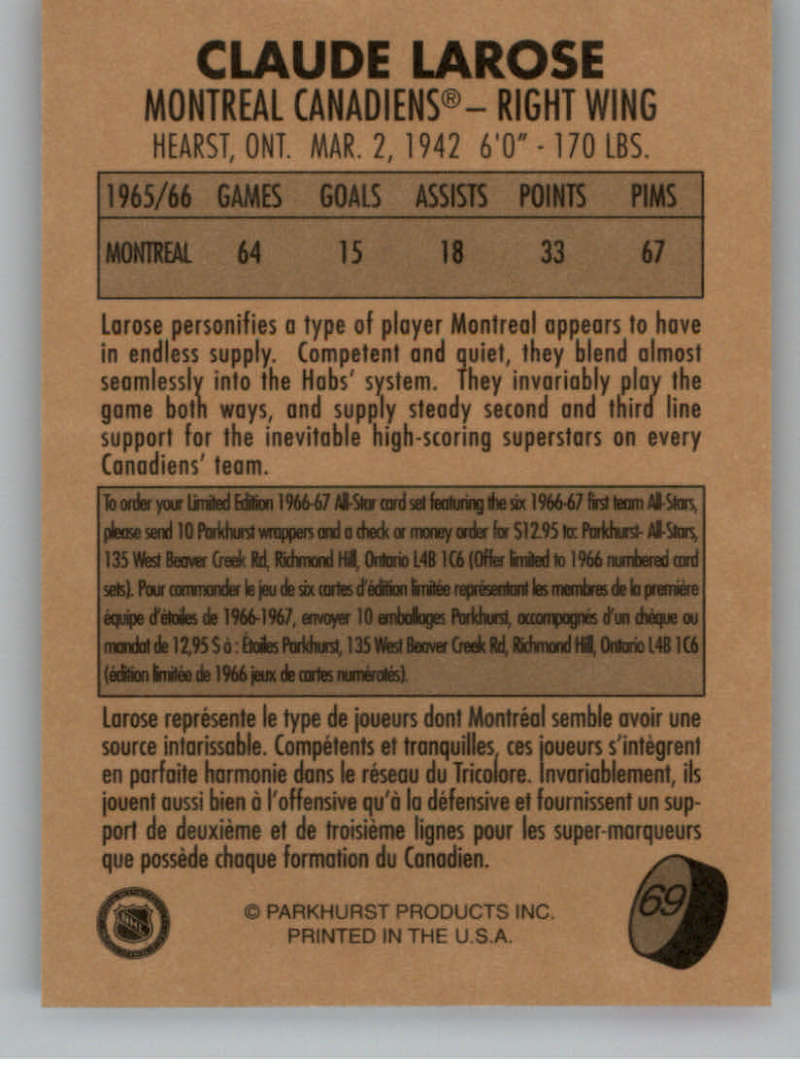 CLAUDE LAROSE
MONTREAL CANADIENS® – RIGHT WING
HEARST, ONT. MAR. 2, 1942 6'0" - 170 LBS.
1965/66 GAMES GOALS ASSISTS POINTS PIMS
MONTREAL 64 15 18 33 67
Larose personifies a type of player Montreal appears to have
in endless supply. Competent and quiet, they blend almost
seamlessly into the Habs' system. They invariably play the
game both ways, and supply steady second and third line
support for the inevitable high-scoring superstars on every
Canadiens' team.
To order your Limited Edition 1966-67 All-Star card set featuring the six 1966-67 first team All-Stars,
please send 10 Parkhurst wrappers and a check or money order for $12.95 to: Parkhurst- All-Stars,
135 West Beaver Creek Rd, Richmond Hill, Ontario L4B 1C6 (Offer limited to 1966 numbered card
sets). Pour commander le jeu de six cartes d'édition limitée représentant les membres de la première
équipe d'étoiles de 1966-1967, envoyer 10 emballages Parkhurst, accompagnés d'un chèque ou
mandat de 12,95 $ à : Étoiles Parkhurst, 135 West Beaver Creek Rd, Richmond Hill, Ontario L4B 1C6
(édition limitée de 1966 jeux de cartes numérotés).
Larose représente le type de joueurs dont Montréal semble avoir une
source intarissable. Compétents et tranquilles, ces joueurs s'intègrent
en parfaite harmonie dans le réseau du Tricolore. Invariablement, ils
jouent aussi bien à l'offensive qu'à la défensive et fournissent un sup-
port de deuxième et de troisième lignes pour les super-marqueurs
que possède chaque formation du Canadien.
© PARKHURST PRODUCTS INC.
PRINTED IN THE U.S.A.
69